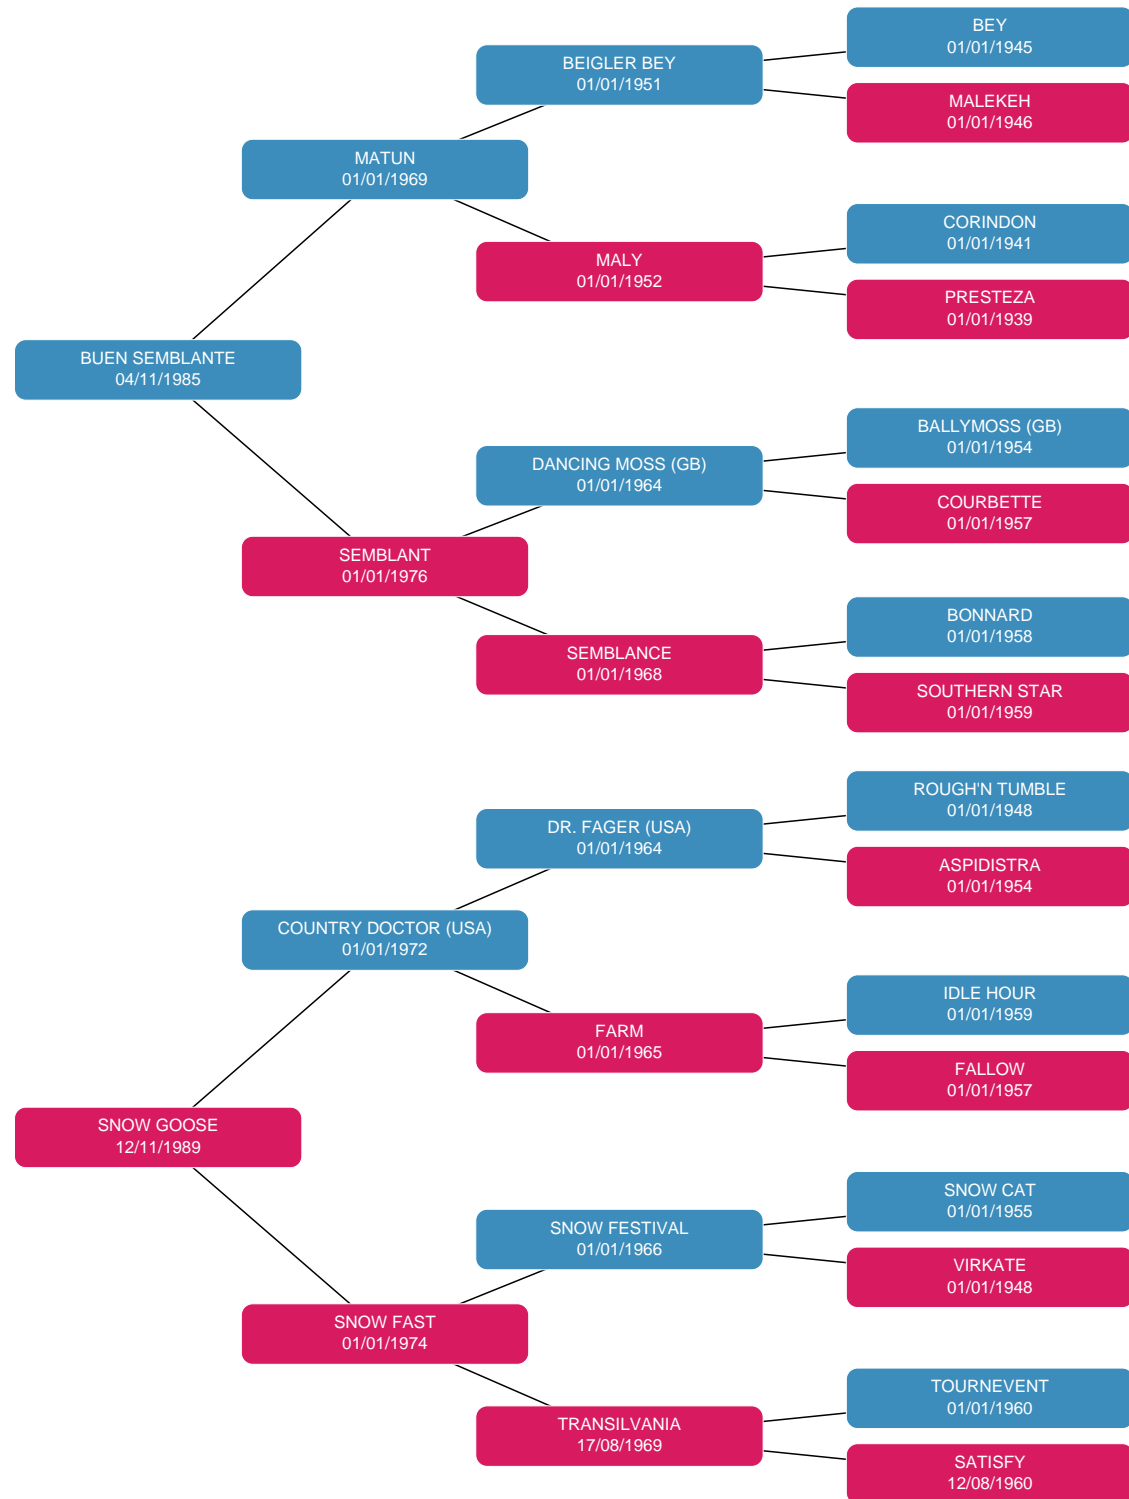 BEY
01/01/1945
BEIGLER BEY
01/01/1951
MALEKEH
01/01/1946
MATUN
01/01/1969
CORINDON
01/01/1941
MALY
01/01/1952
PRESTEZA
01/01/1939
BUEN SEMBLANTE
04/11/1985
BALLYMOSS (GB)
01/01/1954
DANCING MOSS (GB)
01/01/1964
COURBETTE
01/01/1957
SEMBLANT
01/01/1976
BONNARD
01/01/1958
SEMBLANCE
01/01/1968
SOUTHERN STAR
01/01/1959
ROUGH'N TUMBLE
01/01/1948
DR. FAGER (USA)
01/01/1964
ASPIDISTRA
01/01/1954
COUNTRY DOCTOR (USA)
01/01/1972
IDLE HOUR
01/01/1959
FARM
01/01/1965
FALLOW
01/01/1957
SNOW GOOSE
12/11/1989
SNOW CAT
01/01/1955
SNOW FESTIVAL
01/01/1966
VIRKATE
01/01/1948
SNOW FAST
01/01/1974
TOURNEVENT
01/01/1960
TRANSILVANIA
17/08/1969
SATISFY
12/08/1960